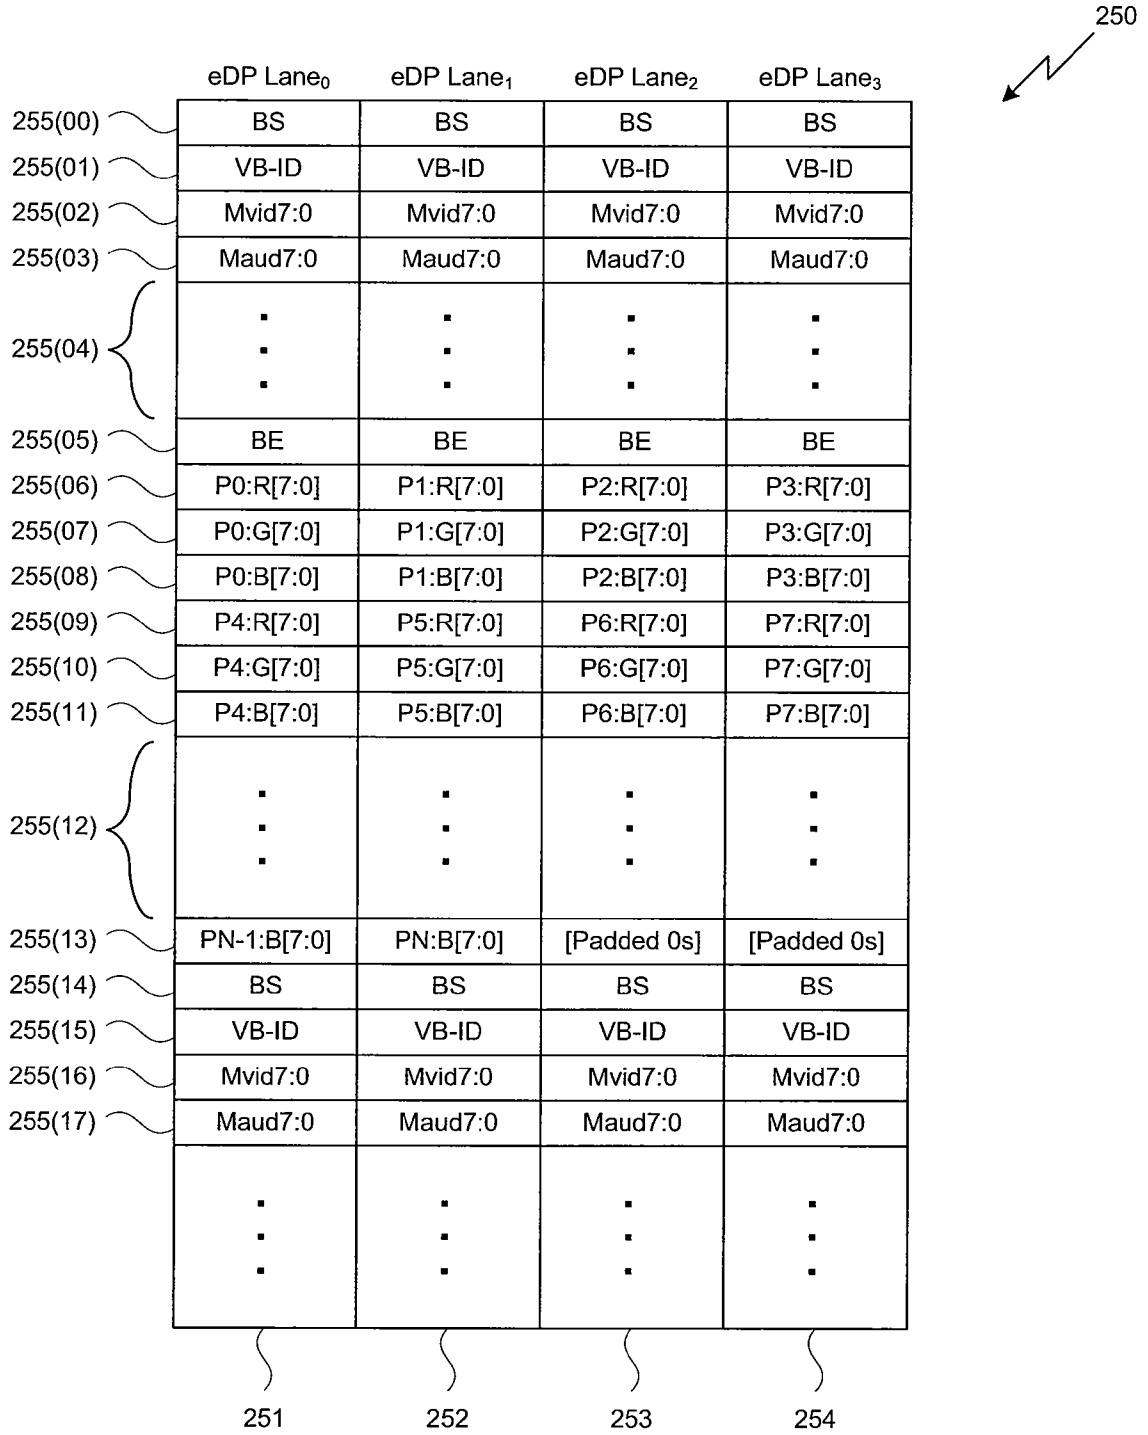 250
eDP Lane₀ eDP Lane₁ eDP Lane₂ eDP Lane₃
255(00) BS BS BS BS
255(01) VB-ID VB-ID VB-ID VB-ID
255(02) Mvid7:0 Mvid7:0 Mvid7:0 Mvid7:0
255(03) Maud7:0 Maud7:0 Maud7:0 Maud7:0
255(04)
255(05) BE BE BE BE
255(06) P0:R[7:0] P1:R[7:0] P2:R[7:0] P3:R[7:0]
255(07) P0:G[7:0] P1:G[7:0] P2:G[7:0] P3:G[7:0]
255(08) P0:B[7:0] P1:B[7:0] P2:B[7:0] P3:B[7:0]
255(09) P4:R[7:0] P5:R[7:0] P6:R[7:0] P7:R[7:0]
255(10) P4:G[7:0] P5:G[7:0] P6:G[7:0] P7:G[7:0]
255(11) P4:B[7:0] P5:B[7:0] P6:B[7:0] P7:B[7:0]
255(12)
255(13) PN-1:B[7:0] PN:B[7:0] [Padded 0s] [Padded 0s]
255(14) BS BS BS BS
255(15) VB-ID VB-ID VB-ID VB-ID
255(16) Mvid7:0 Mvid7:0 Mvid7:0 Mvid7:0
255(17) Maud7:0 Maud7:0 Maud7:0 Maud7:0
251 252 253 254